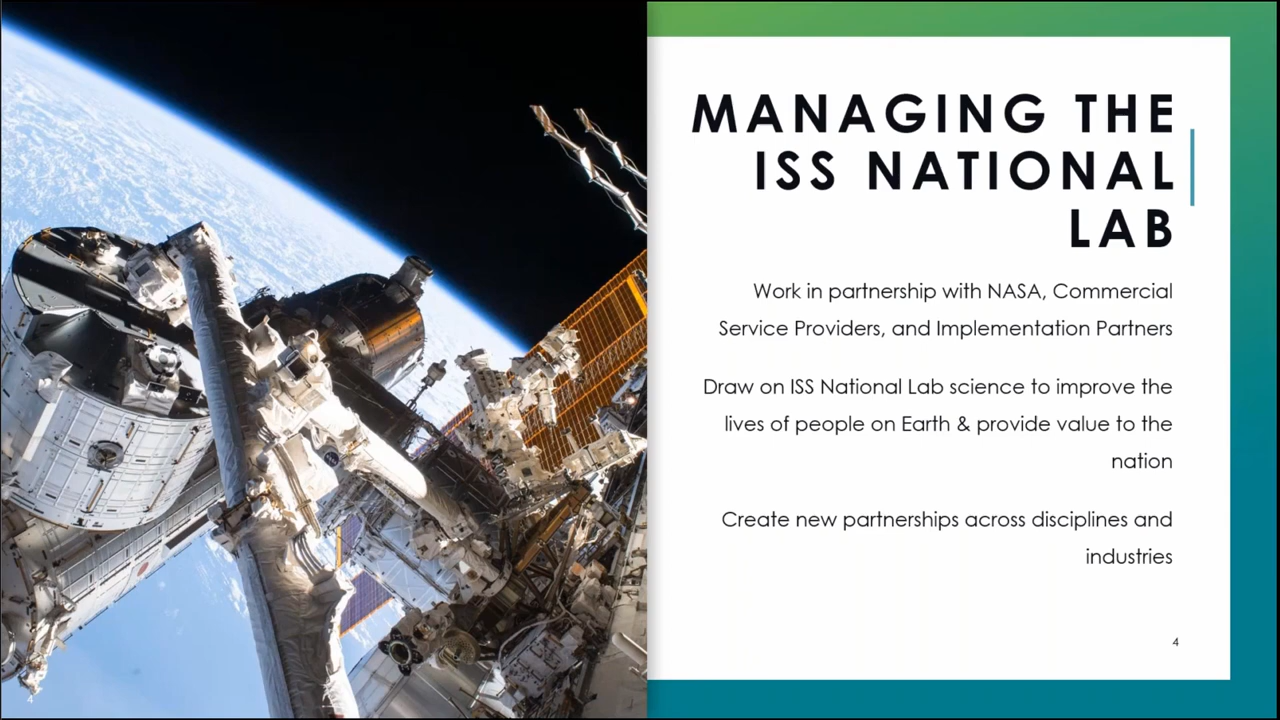 MANAGING THE
ISS NATIONAL
LAB
Work in partnership with NASA, Commercial
Service Providers, and Implementation Partners
Draw on ISS National Lab science to improve the
lives of people on Earth & provide value to the
nation
Create new partnerships across disciplines and
industries
4